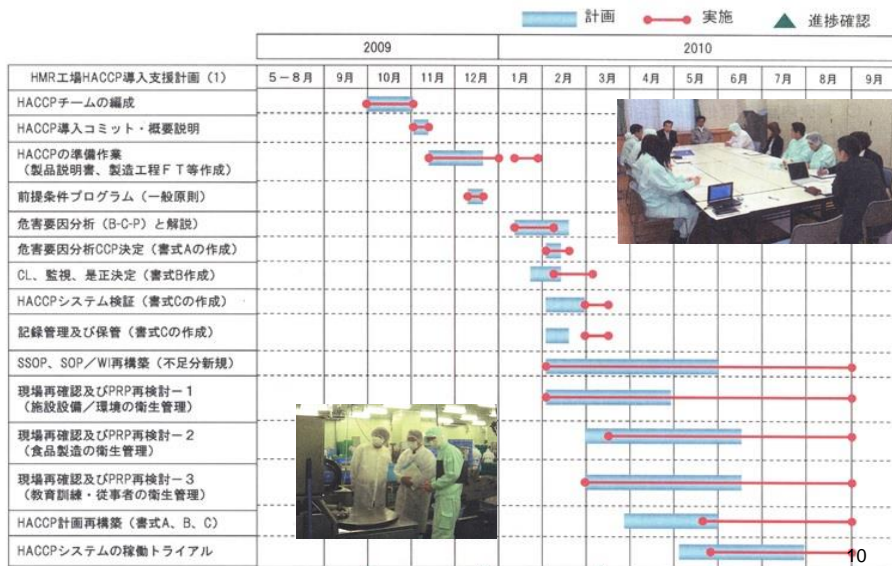 計画 実施 進捗確認
2009 2010
HMR工場HACCP導入支援計画（1） 5－8月 9月 10月 11月 12月 1月 2月 3月 4月 5月 6月 7月 8月 9月
HACCPチームの編成
HACCP導入コミット・概要説明
HACCPの準備作業
（製品説明書、製造工程ＦＴ等作成）
前提条件プログラム（一般原則）
危害要因分析（B-C-P）と解説）
危害要因分析CCP決定（書式Aの作成）
CL、監視、是正決定（書式B作成）
HACCPシステム検証（書式Cの作成）
記録管理及び保管（書式Cの作成）
SSOP、SOP／WI再構築（不足分新規）
現場再確認及びPRP再検討－1
（施設設備／環境の衛生管理）
現場再確認及びPRP再検討－2
（食品製造の衛生管理）
現場再確認及びPRP再検討－3
（教育訓練・従事者の衛生管理）
HACCP計画再構築（書式A、B、C）
HACCPシステムの稼働トライアル
10